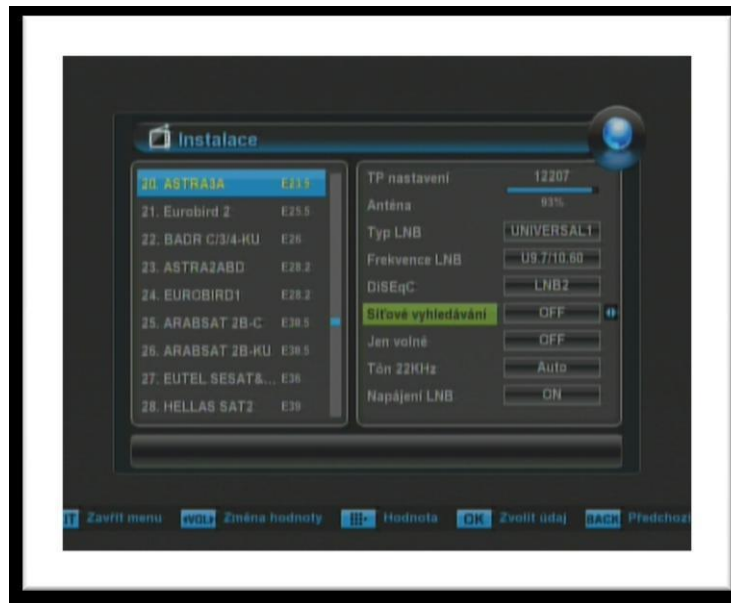 Instalace
20. ASTRA3A E23.5
21. Eurobird 2 E25.5
22. BADR C/3/4-KU E26
23. ASTRA2ABD E28.2
24. EUROBIRD1 E28.2
25. ARABSAT 2B-C E30.5
26. ARABSAT 2B-KU E30.5
27. EUTEL SESAT&... E36
28. HELLAS SAT2 E39
TP nastavení 12207
Anténa 93%
Typ LNB UNIVERSAL1
Frekvence LNB U9.7/10.60
DiSEqC LNB2
Síťové vyhledávání OFF
Jen volné OFF
Tón 22KHz Auto
Napájení LNB ON
IT Zavřít menu VOL Změna hodnoty Hodnota OK Zvolit údaj BACK Předchozí